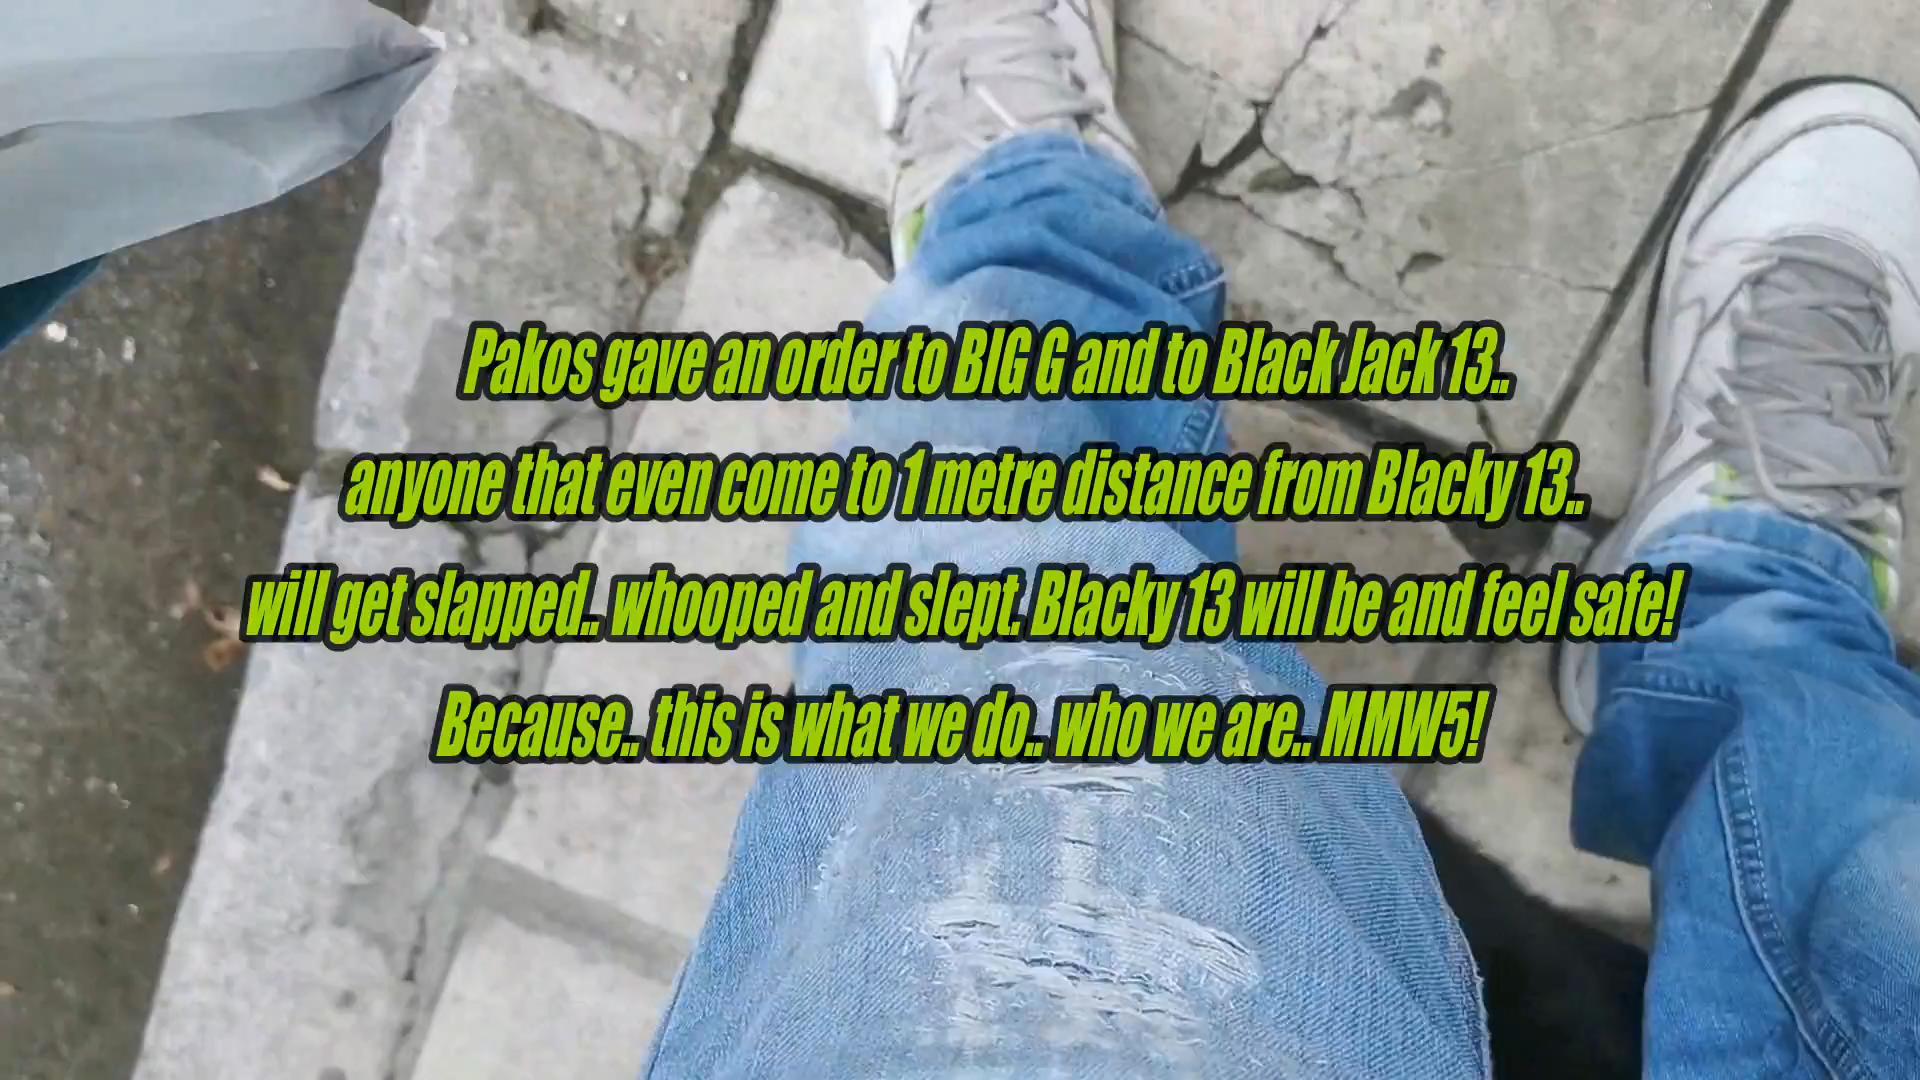 Pakos gave an order to BIG G and to Black Jack 13..
anyone that even come to 1 metre distance from Blacky 13..
will get slapped.. whooped and slept. Blacky 13 will be and feel safe!
Because.. this is what we do.. who we are.. MMW5!